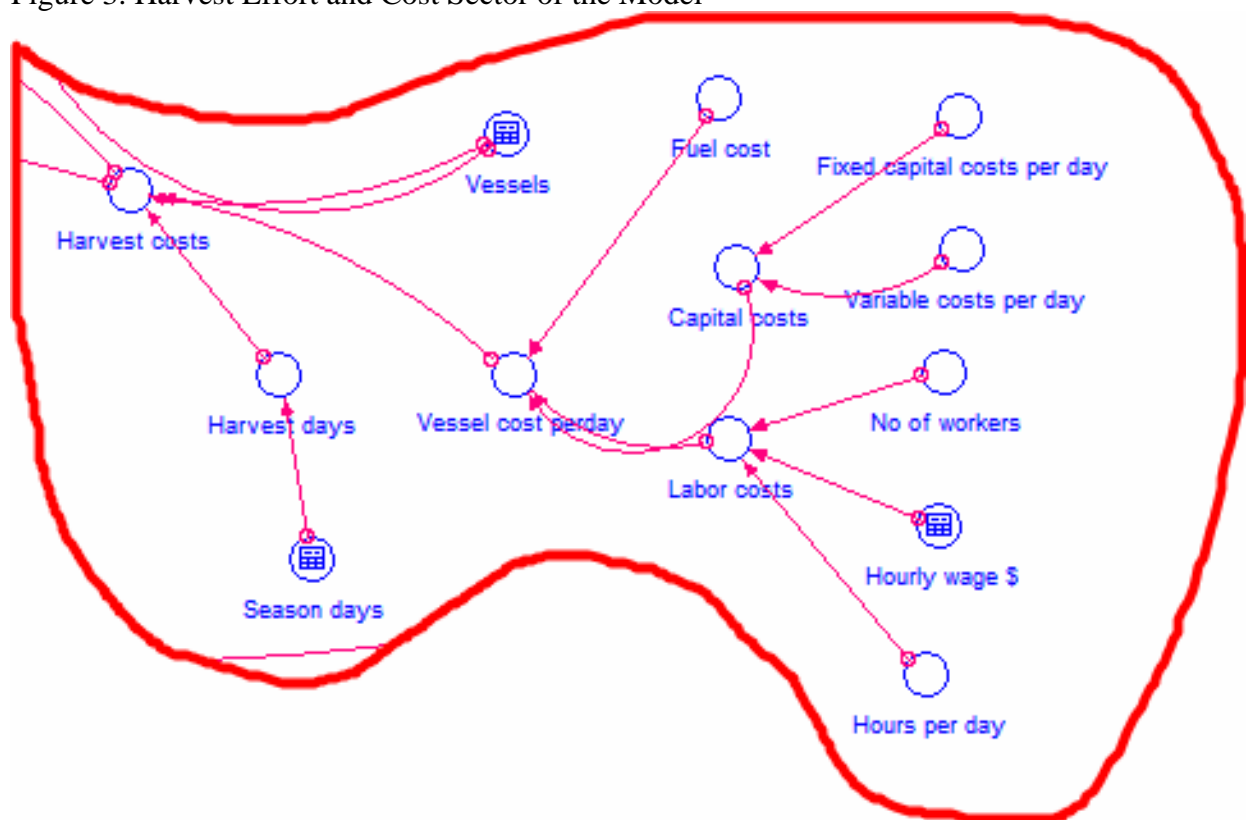 Figure 3: Harvest Effort and Cost Sector of the Model
Fuel cost
Fixed capital costs per day
Vessels
Harvest costs
Capital costs
Variable costs per day
Harvest days
Vessel cost perday
No of workers
Labor costs
Hourly wage $
Season days
Hours per day